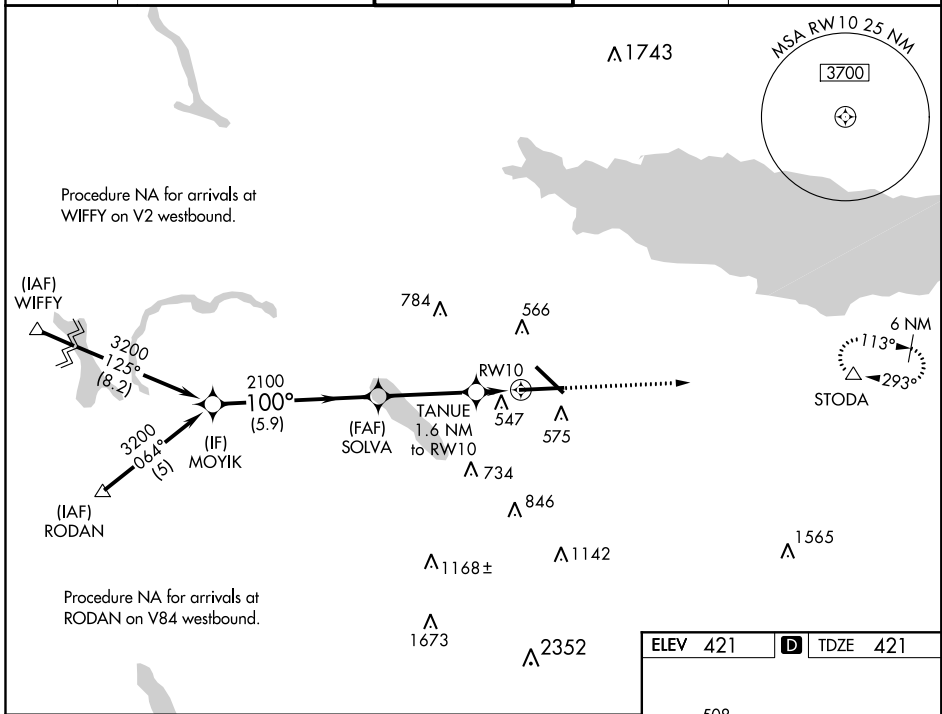 1743
MSA RW10 25 NM
3700
Procedure NA for arrivals at
WIFFY on V2 westbound.
(IAF)
WIFFY
3200
125°
(8.2)
784
566
6 NM
113°
293°
STODA
RW10
2100
100°
(5.9)
(IF)
MOYIK
(FAF)
SOLVA
TANUE
1.6 NM
to RW10
547
575
3200
064°
(5)
(IAF)
RODAN
734
846
1168±
1142
1565
Procedure NA for arrivals at
RODAN on V84 westbound.
1673
2352
ELEV 421 D TDZE 421